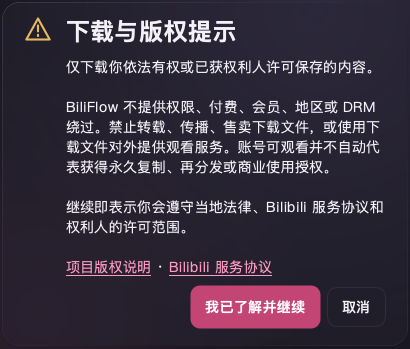 下载与版权提示
仅下载你依法有权或已获权利人许可保存的内容。
BiliFlow 不提供权限、付费、会员、地区或 DRM
绕过。禁止转载、传播、售卖下载文件，或使用下
载文件对外提供观看服务。账号可观看并不自动代
表获得永久复制、再分发或商业使用授权。
继续即表示你会遵守当地法律、Bilibili 服务协议和
权利人的许可范围。
项目版权说明 · Bilibili 服务协议
我已了解并继续 取消